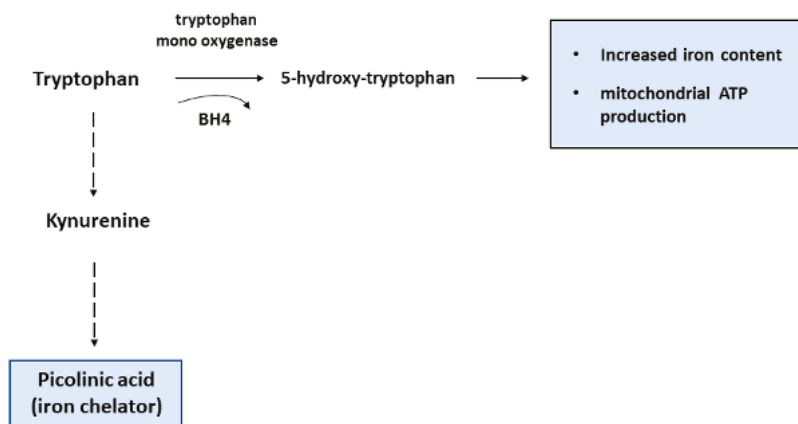 tryptophan
mono oxygenase
Tryptophan
5-hydroxy-tryptophan
BH4
• Increased iron content
• mitochondrial ATP
production
Kynurenine
Picolinic acid
(iron chelator)